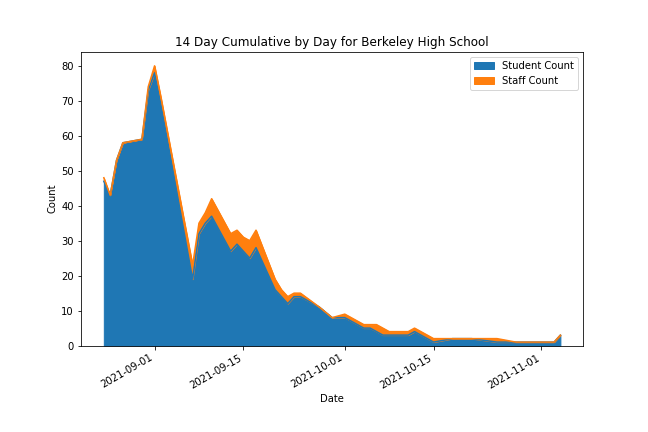 14 Day Cumulative by Day for Berkeley High School
Student Count
Staff Count
80
70
60
50
40
30
20
10
0
Count
2021-09-01
2021-09-15
2021-10-01
2021-10-15
2021-11-01
Date